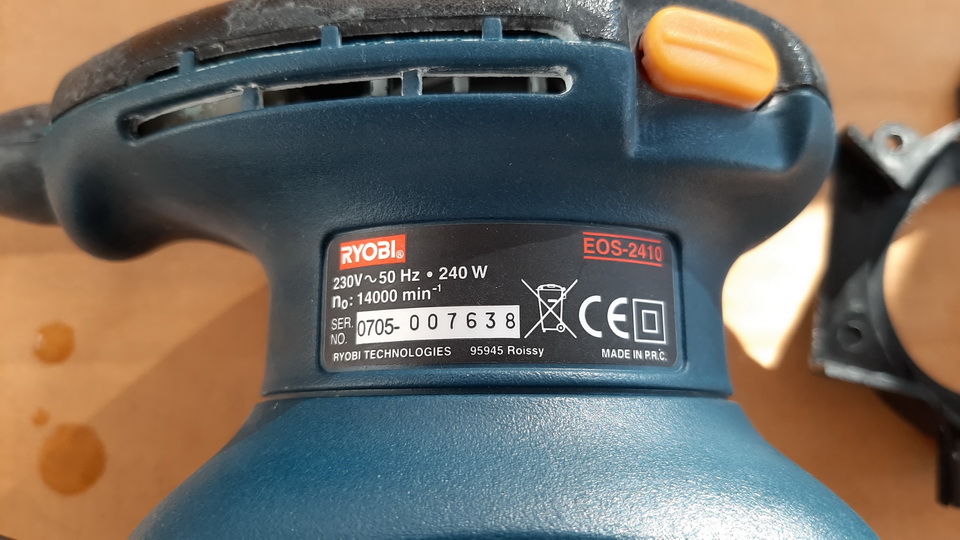 RYOBI®
EOS-2410
230V~50 Hz • 240 W
n₀: 14000 min⁻¹
SER. NO. 0705- 007638
CE
RYOBI TECHNOLOGIES 95945 Roissy MADE IN P.R.C.